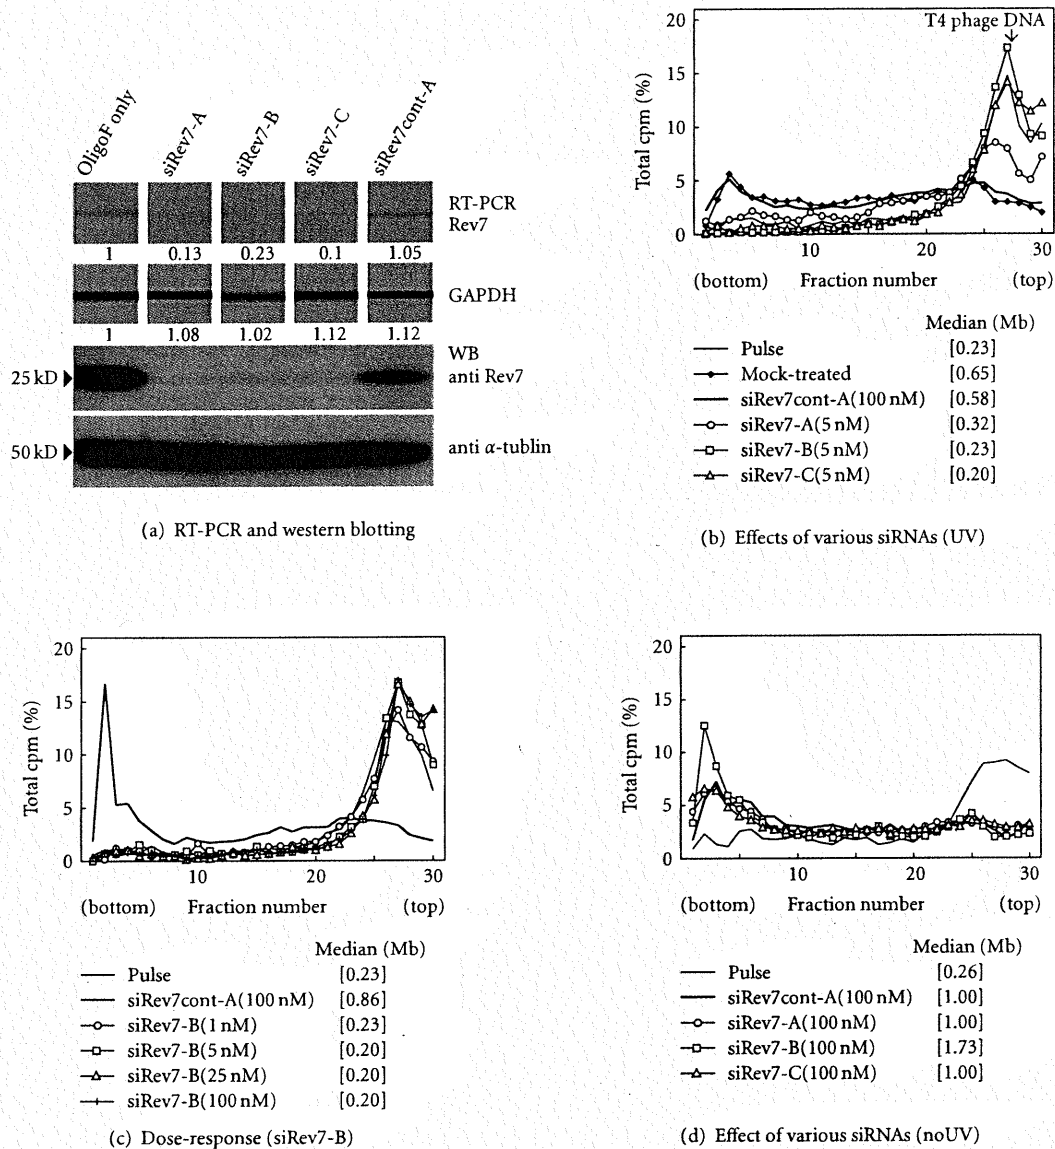 OligoF only
siRev7-A
siRev7-B
siRev7-C
siRev7cont-A
RT-PCR
Rev7
1 0.13 0.23 0.1 1.05
GAPDH
1 1.08 1.02 1.12 1.12
WB
25 kD anti Rev7
50 kD anti α-tublin
(a) RT-PCR and western blotting
T4 phage DNA
Total cpm (%)
20
15
10
5
0
10 20 30
(bottom) Fraction number (top)
Median (Mb)
Pulse [0.23]
Mock-treated [0.65]
siRev7cont-A(100 nM) [0.58]
siRev7-A(5 nM) [0.32]
siRev7-B(5 nM) [0.23]
siRev7-C(5 nM) [0.20]
(b) Effects of various siRNAs (UV)
Total cpm (%)
20
15
10
5
0
10 20 30
(bottom) Fraction number (top)
Median (Mb)
Pulse [0.23]
siRev7cont-A(100 nM) [0.86]
siRev7-B(1 nM) [0.23]
siRev7-B(5 nM) [0.20]
siRev7-B(25 nM) [0.20]
siRev7-B(100 nM) [0.20]
(c) Dose-response (siRev7-B)
Total cpm (%)
20
15
10
5
0
10 20 30
(bottom) Fraction number (top)
Median (Mb)
Pulse [0.26]
siRev7cont-A(100 nM) [1.00]
siRev7-A(100 nM) [1.00]
siRev7-B(100 nM) [1.73]
siRev7-C(100 nM) [1.00]
(d) Effect of various siRNAs (noUV)